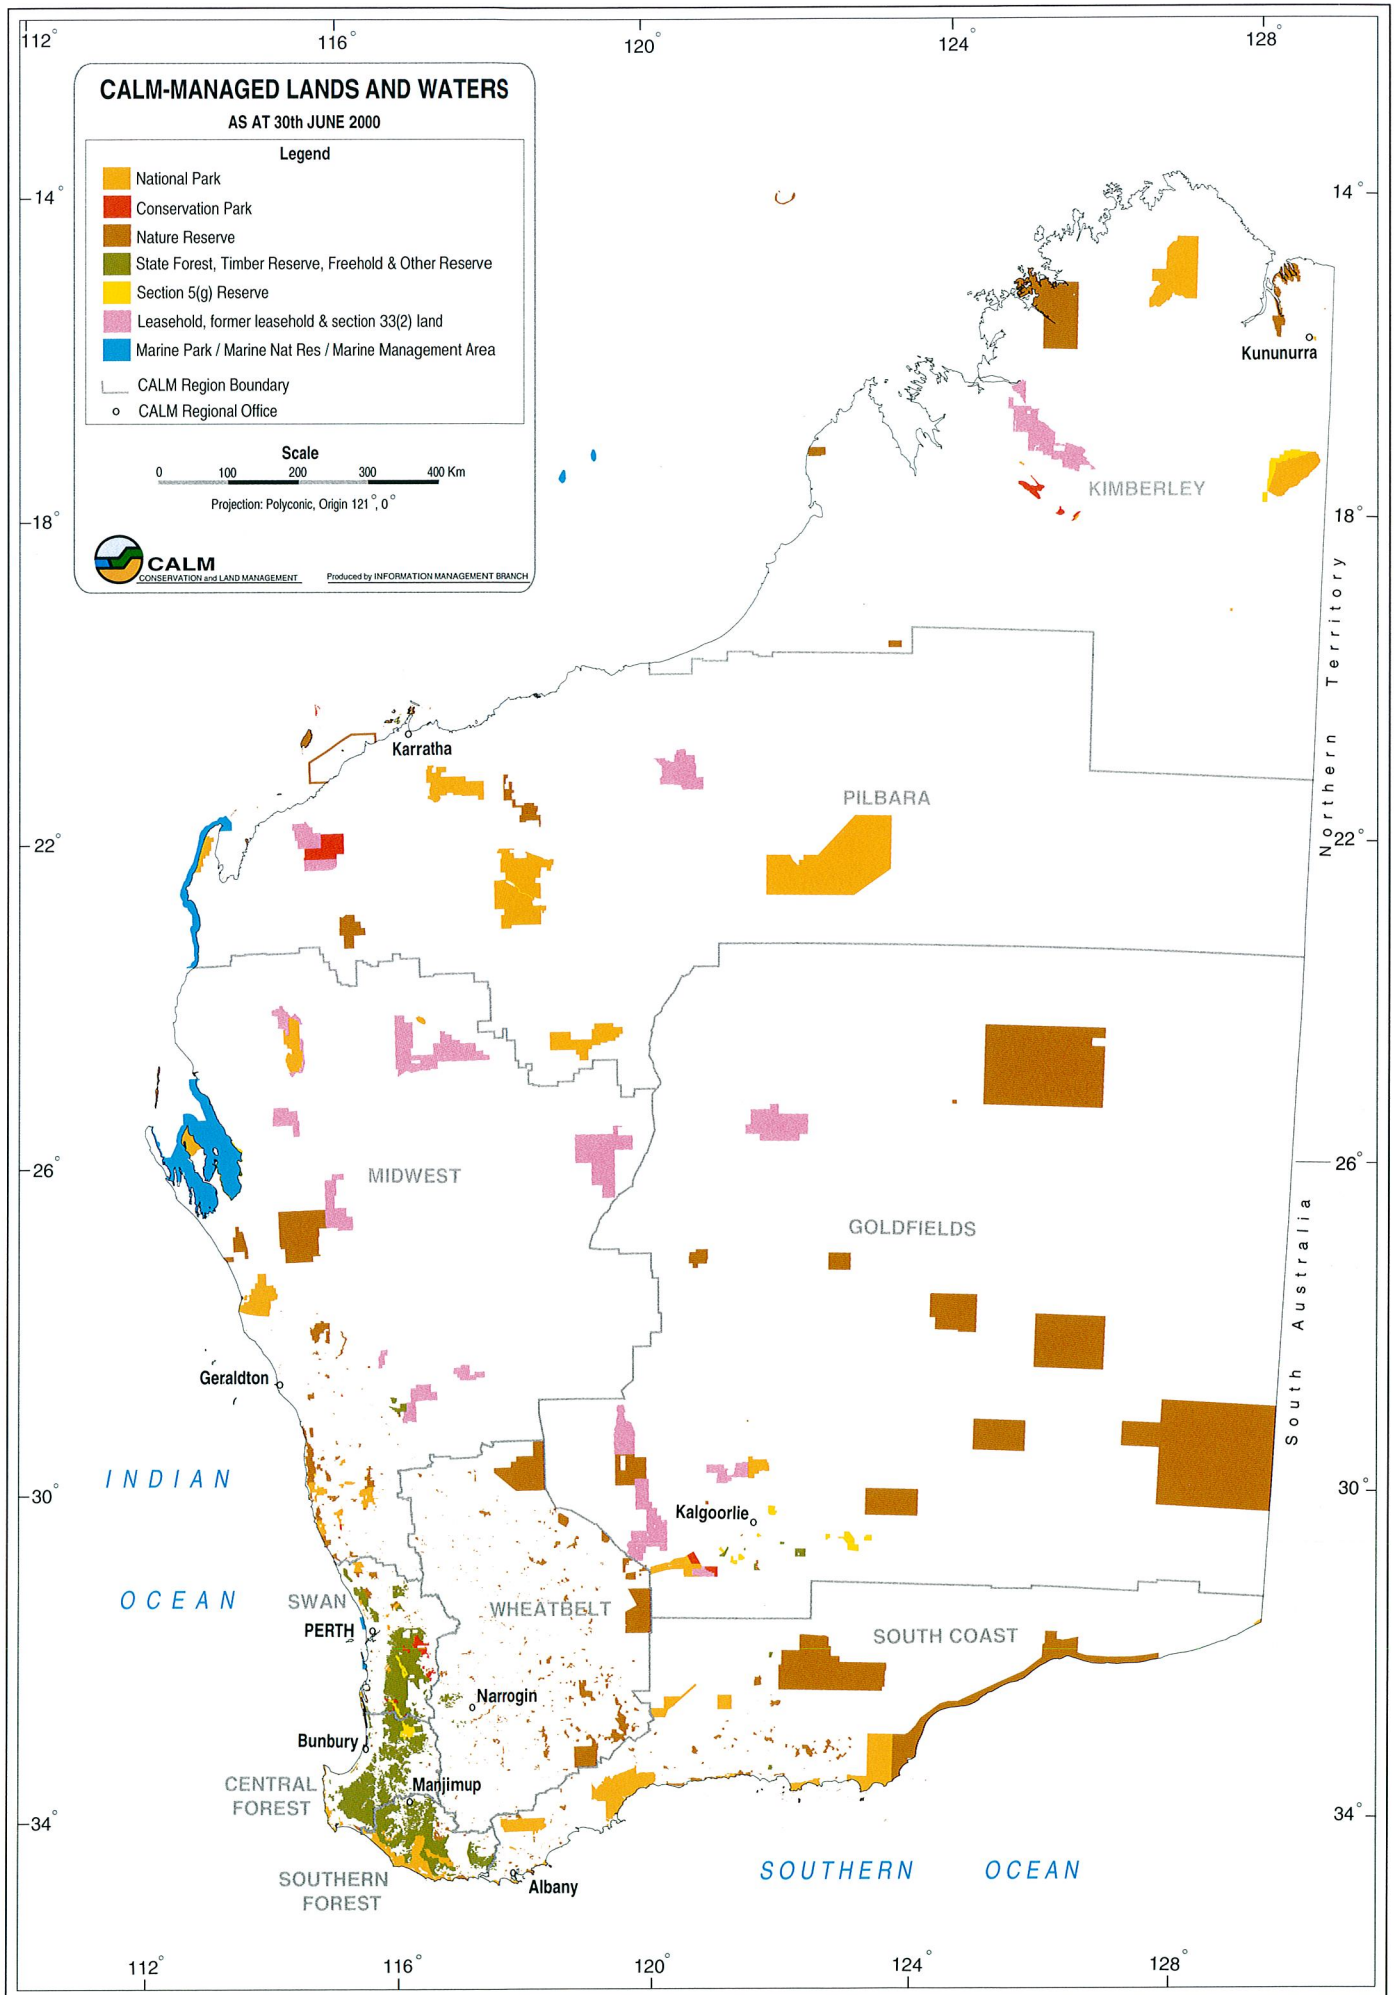 112° 116° 120° 124° 128°
CALM-MANAGED LANDS AND WATERS
AS AT 30th JUNE 2000
Legend
National Park
Conservation Park
Nature Reserve
State Forest, Timber Reserve, Freehold & Other Reserve
Section 5(g) Reserve
Leasehold, former leasehold & section 33(2) land
Marine Park / Marine Nat Res / Marine Management Area
CALM Region Boundary
CALM Regional Office
Scale
0 100 200 300 400 Km
Projection: Polyconic, Origin 121°, 0°
CALM
CONSERVATION and LAND MANAGEMENT
Produced by INFORMATION MANAGEMENT BRANCH
14° 14°
Kununurra
KIMBERLEY
18° 18°
Northern Territory
Karratha
PILBARA
22° 22°
26° 26°
MIDWEST
GOLDFIELDS
South Australia
Geraldton
INDIAN
30° 30°
Kalgoorlie
OCEAN
SWAN
PERTH
WHEATBELT
SOUTH COAST
Narrogin
Bunbury
CENTRAL
FOREST
Manjimup
34° 34°
SOUTHERN OCEAN
SOUTHERN
FOREST
Albany
112° 116° 120° 124° 128°